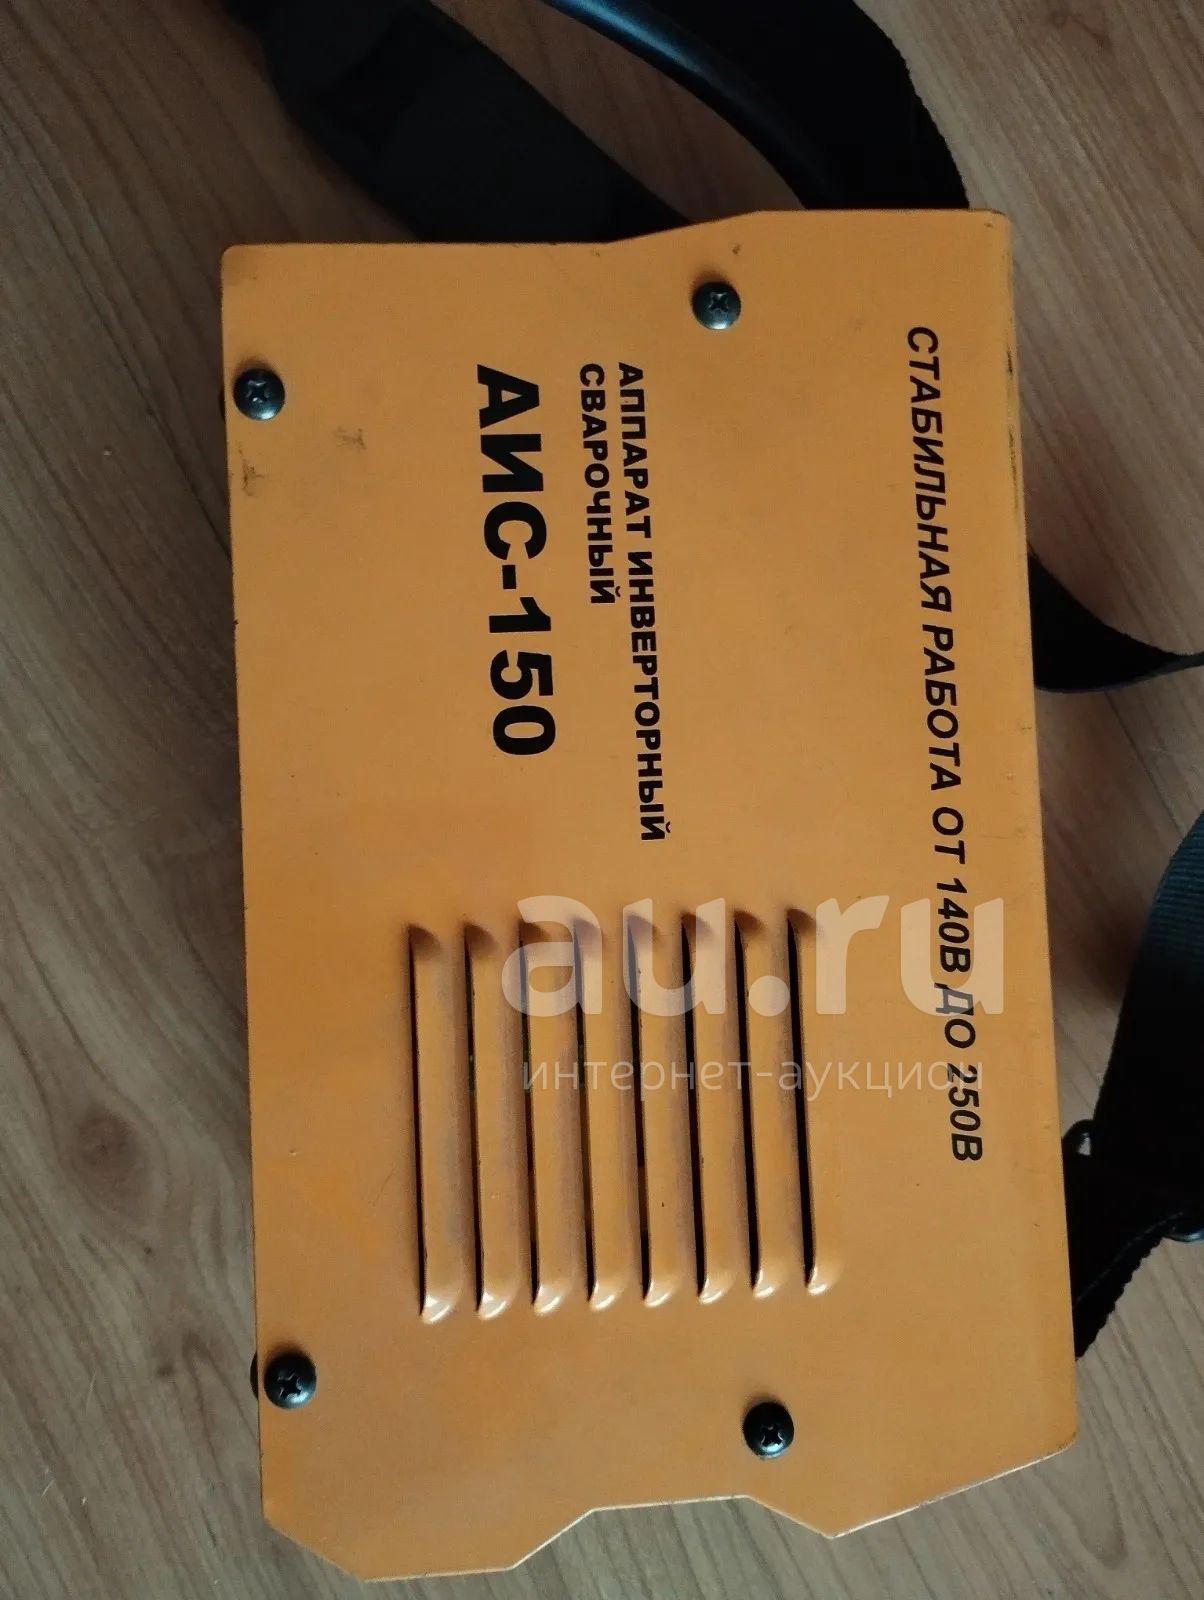 СТАБИЛЬНАЯ РАБОТА ОТ 140В ДО 250В
АППАРАТ ИНВЕРТОРНЫЙ
СВАРОЧНЫЙ
АИС-150
au.ru
интернет-аукцион